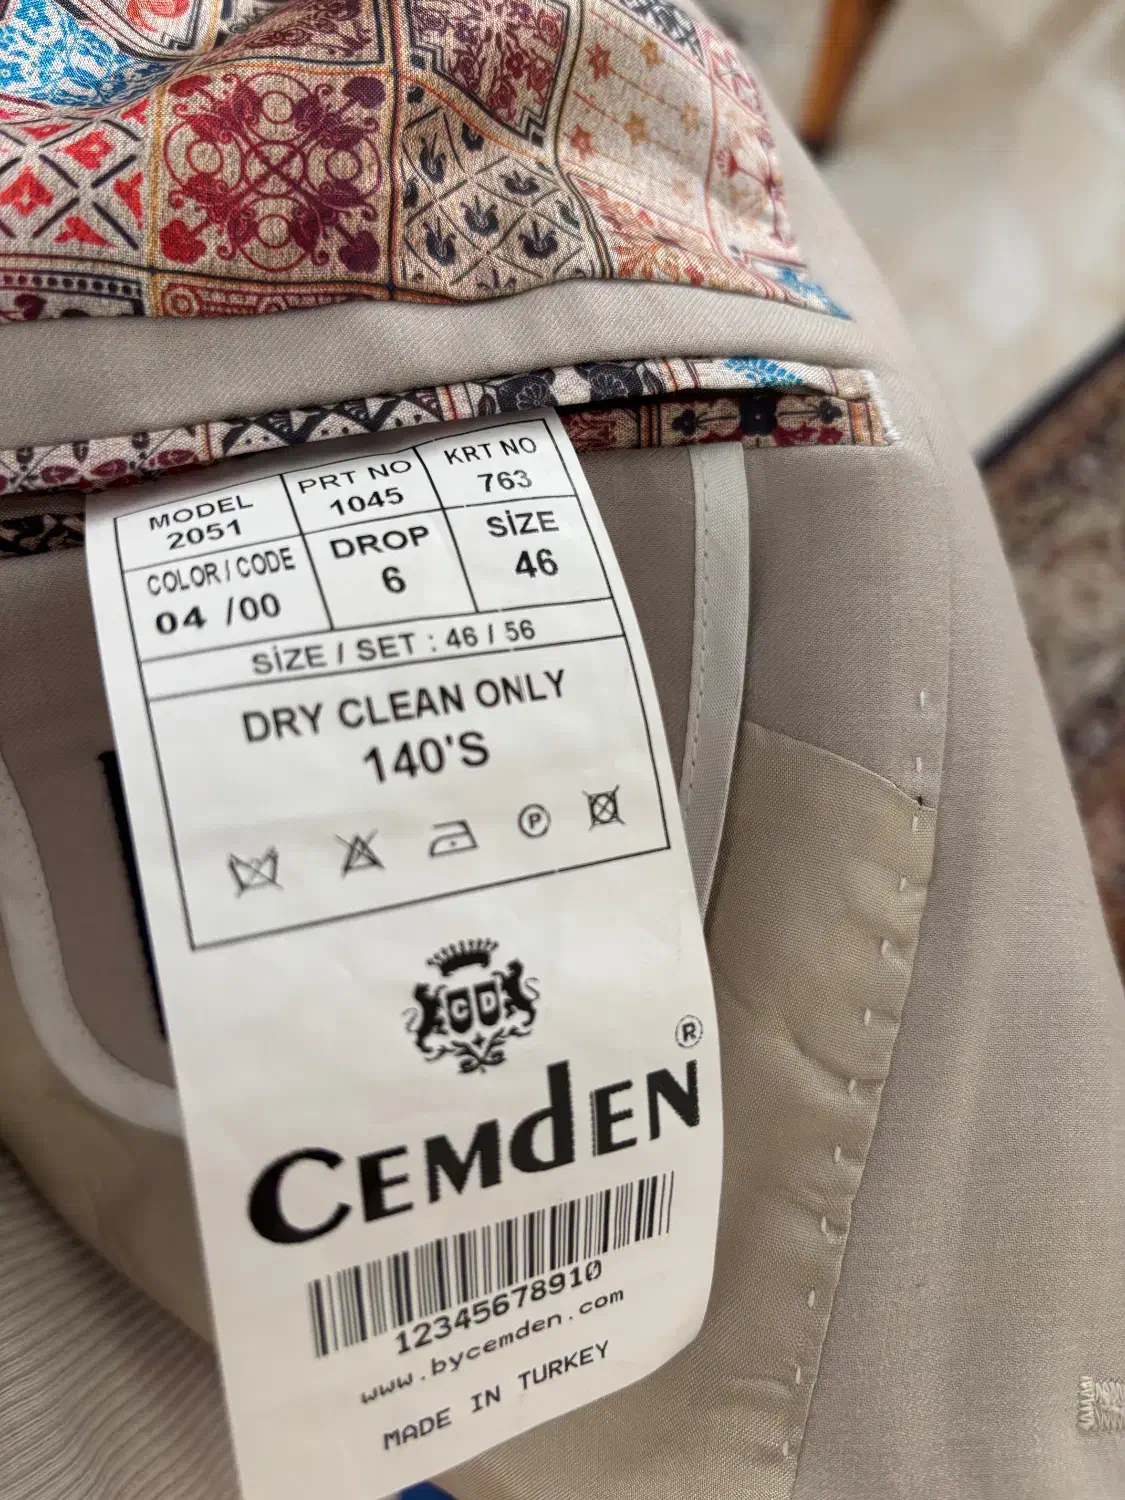 MODEL PRT NO KRT NO
2051 1045 763
COLOR / CODE DROP SİZE
04 /00 6 46
SİZE / SET : 46 / 56
DRY CLEAN ONLY
140'S
P
CD
CEMdEN®
12345678910
www.bycemden.com
MADE IN TURKEY